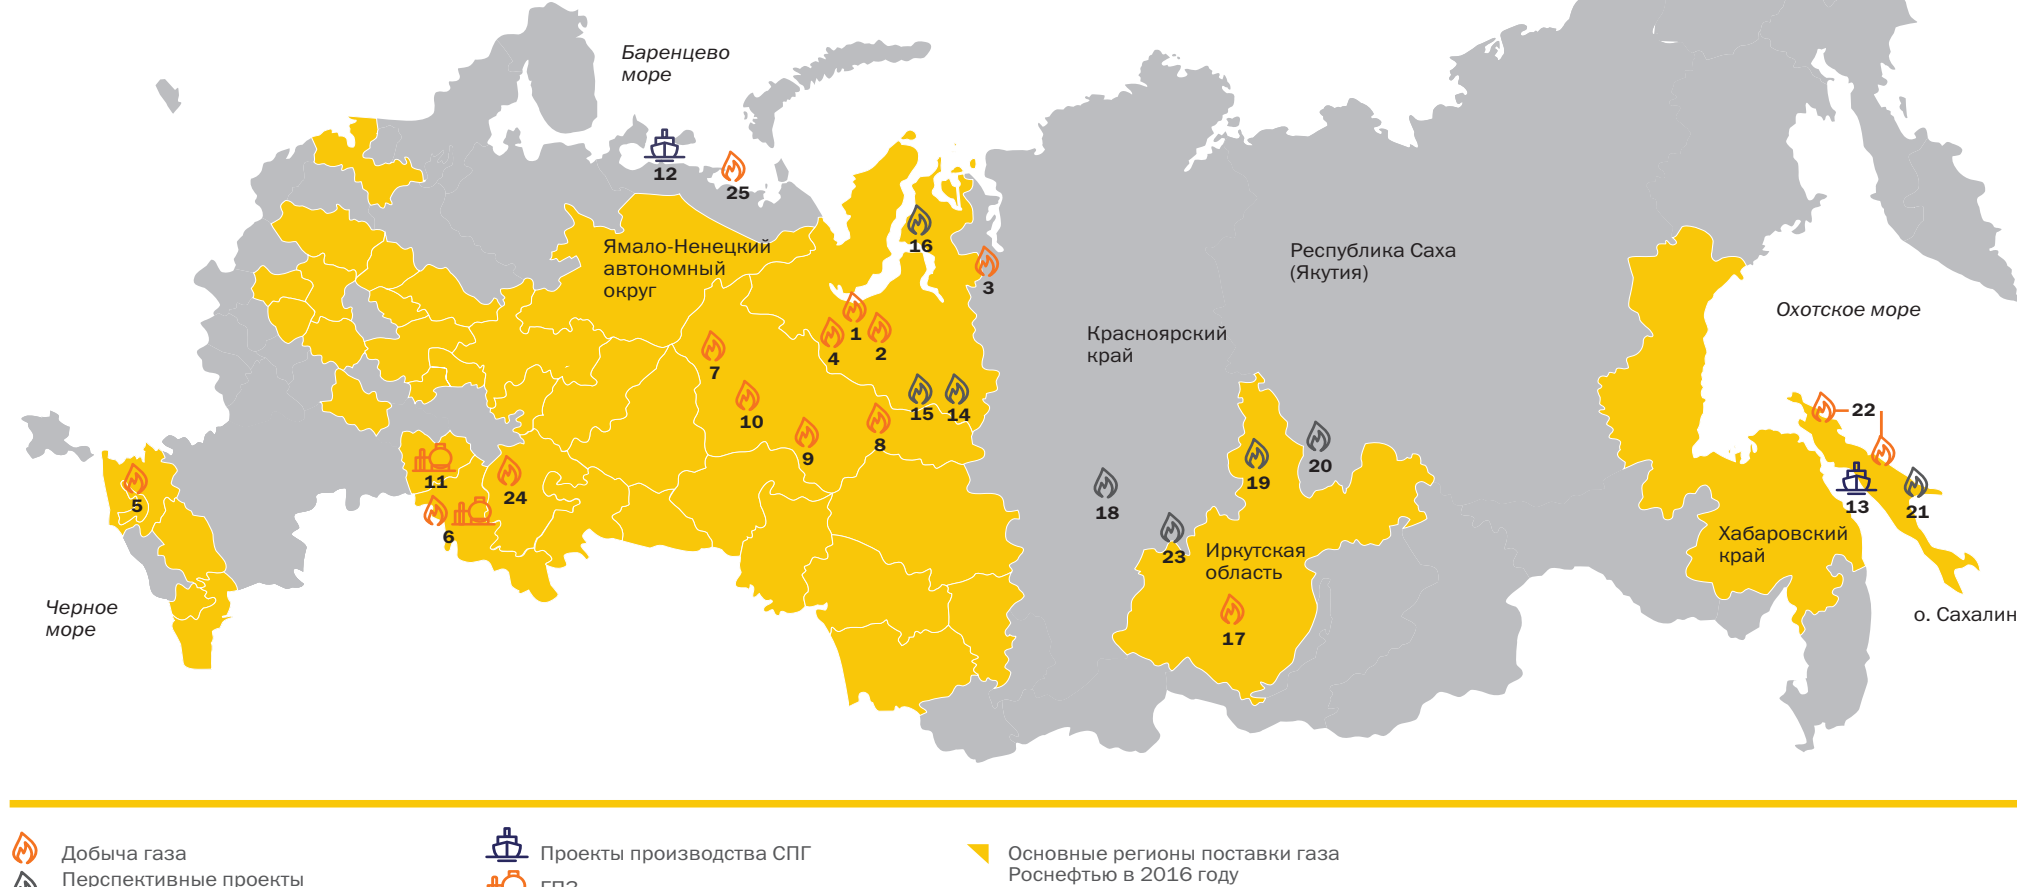 Баренцево
море
12
25
Ямало-Ненецкий
автономный
округ
16
3
Республика Саха
(Якутия)
Охотское море
Красноярский
край
1
2
4
7
10
15
14
8
9
22
11
24
5
6
18
19
20
23
13
21
Иркутская
область
Хабаровский
край
17
Черное
море
о. Сахалин
Добыча газа
Перспективные проекты
Проекты производства СПГ
ГПЗ
Основные регионы поставки газа
Роснефтью в 2016 году